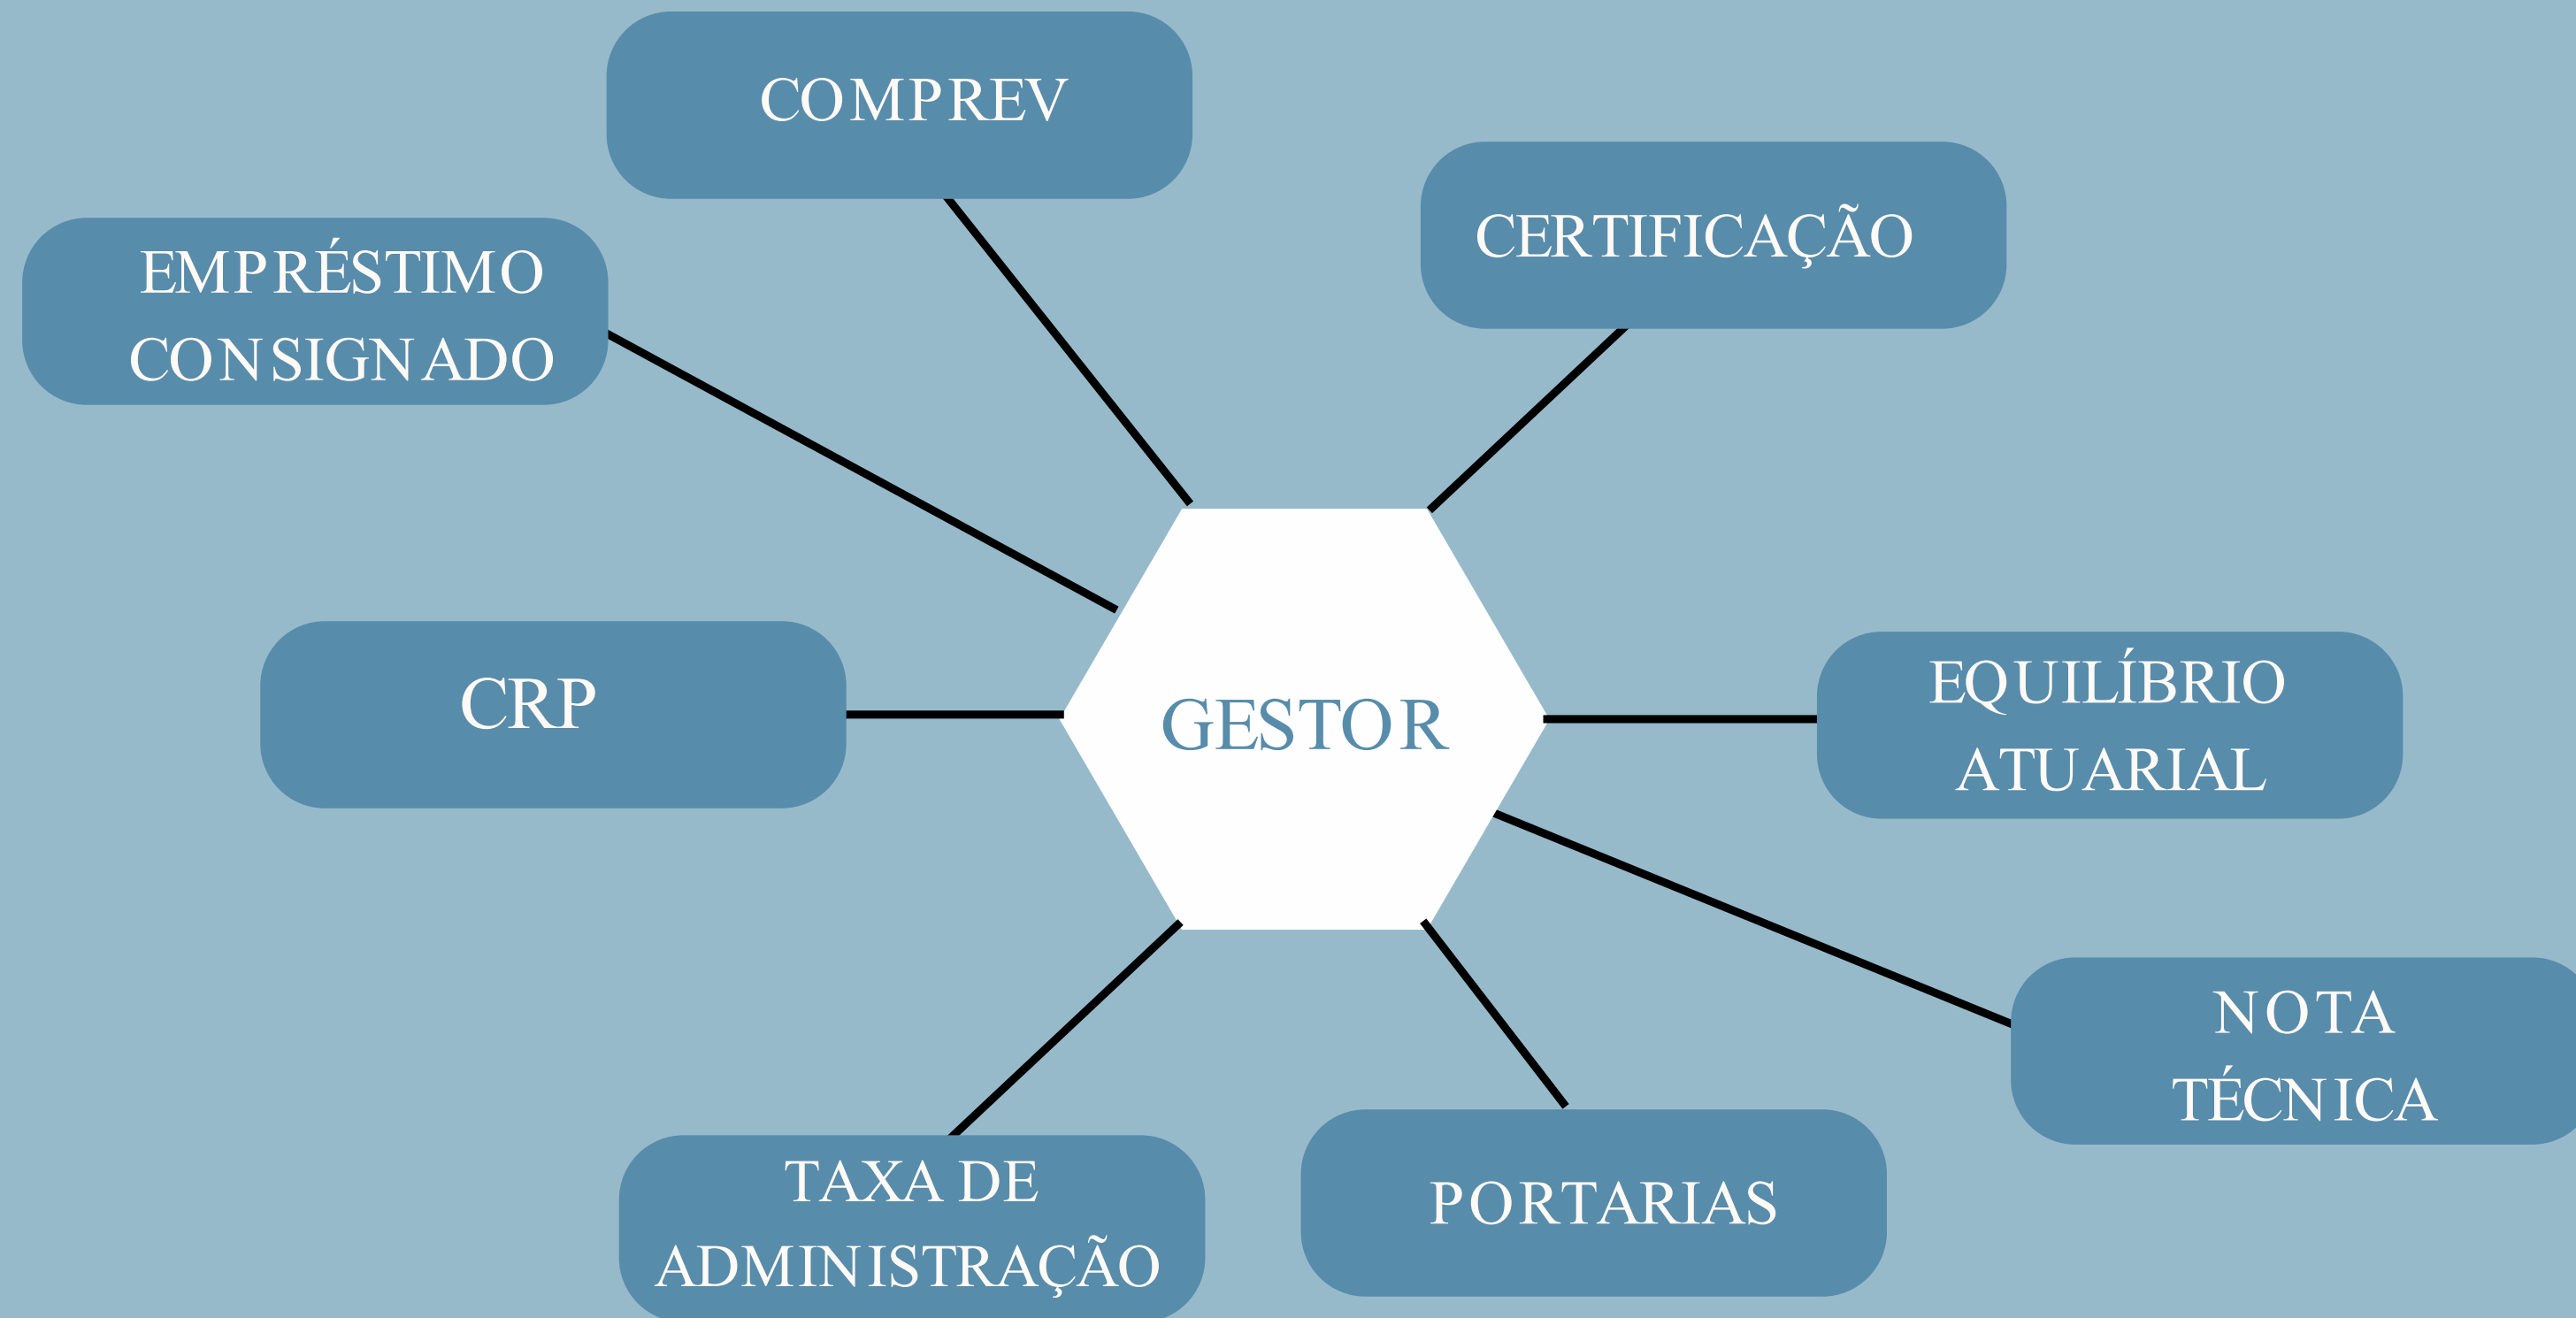 COMPREV
CERTIFICAÇÃO
EMPRÉSTIMO
CONSIGNADO
CRP
GESTOR
EQUILÍBRIO
ATUARIAL
NOTA
TÉCNICA
TAXA DE
ADMINISTRAÇÃO
PORTARIAS